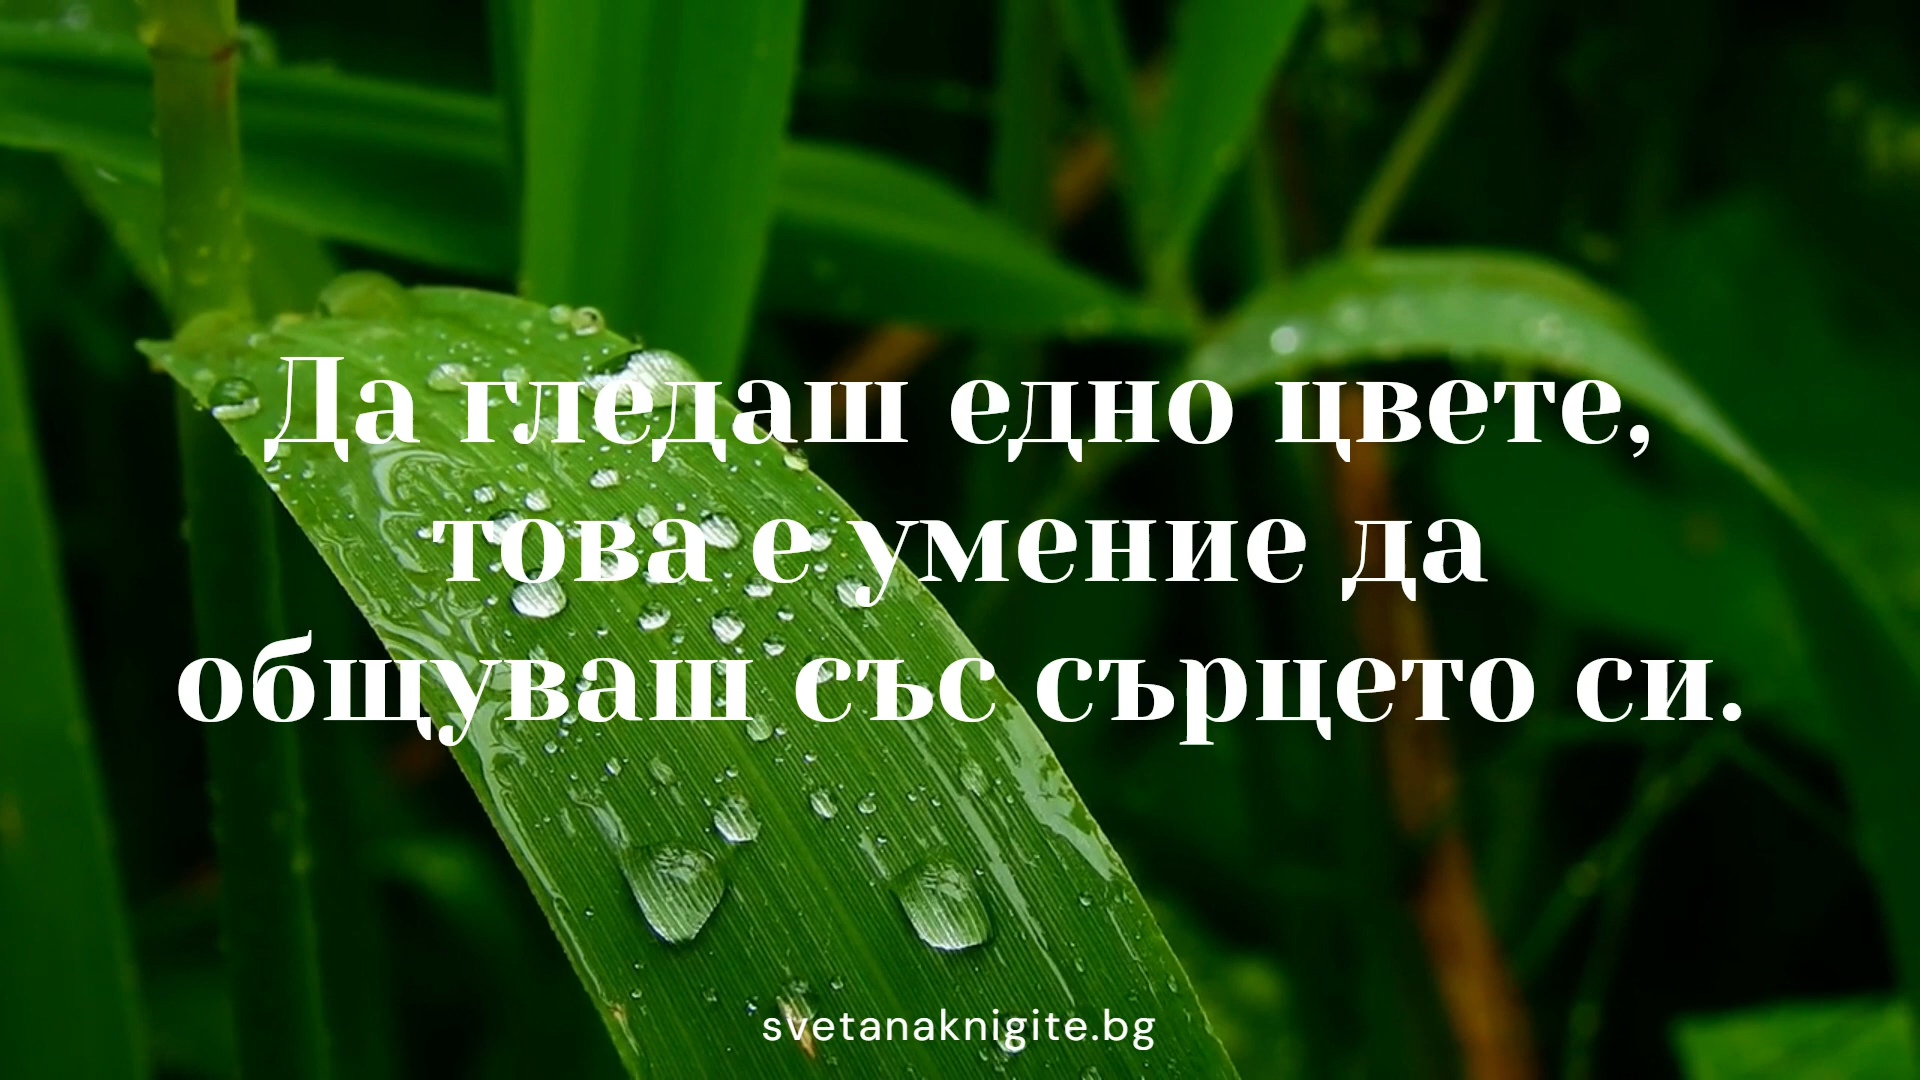 Да гледаш едно цвете,
това е умение да
общуваш със сърцето си.
svetanaknigite.bg